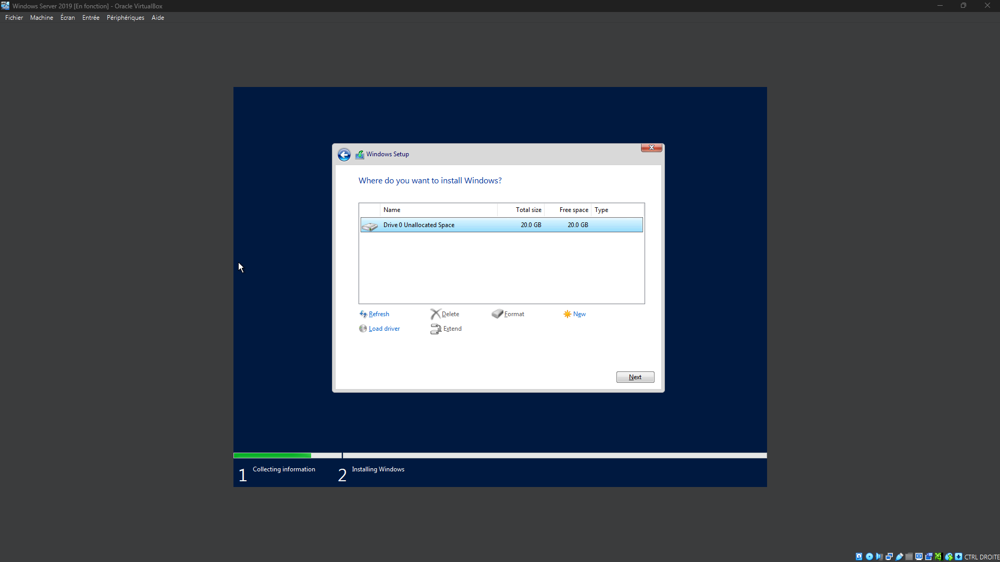 Windows Server 2019 [En fonction] - Oracle VirtualBox
Fichier Machine Écran Entrée Périphériques Aide
Windows Setup
Where do you want to install Windows?
Name Total size Free space Type
Drive 0 Unallocated Space 20.0 GB 20.0 GB
Refresh Delete Format New
Load driver Extend
Next
1 Collecting information 2 Installing Windows
CTRL DROITE